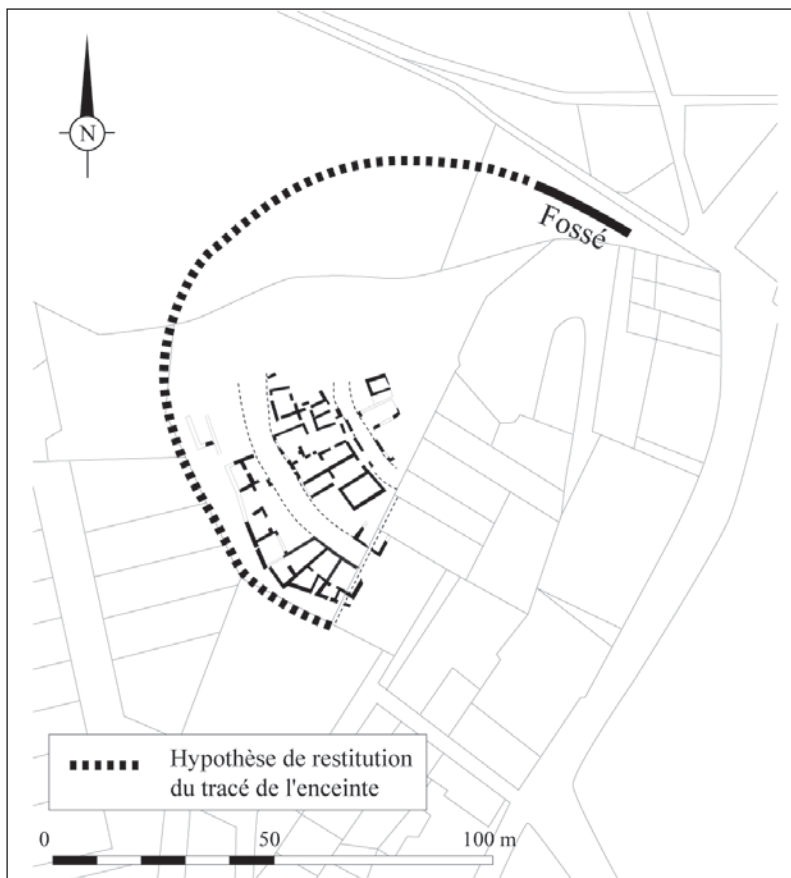 N
Fossé
Hypothèse de restitution
du tracé de l'enceinte
0 50 100 m